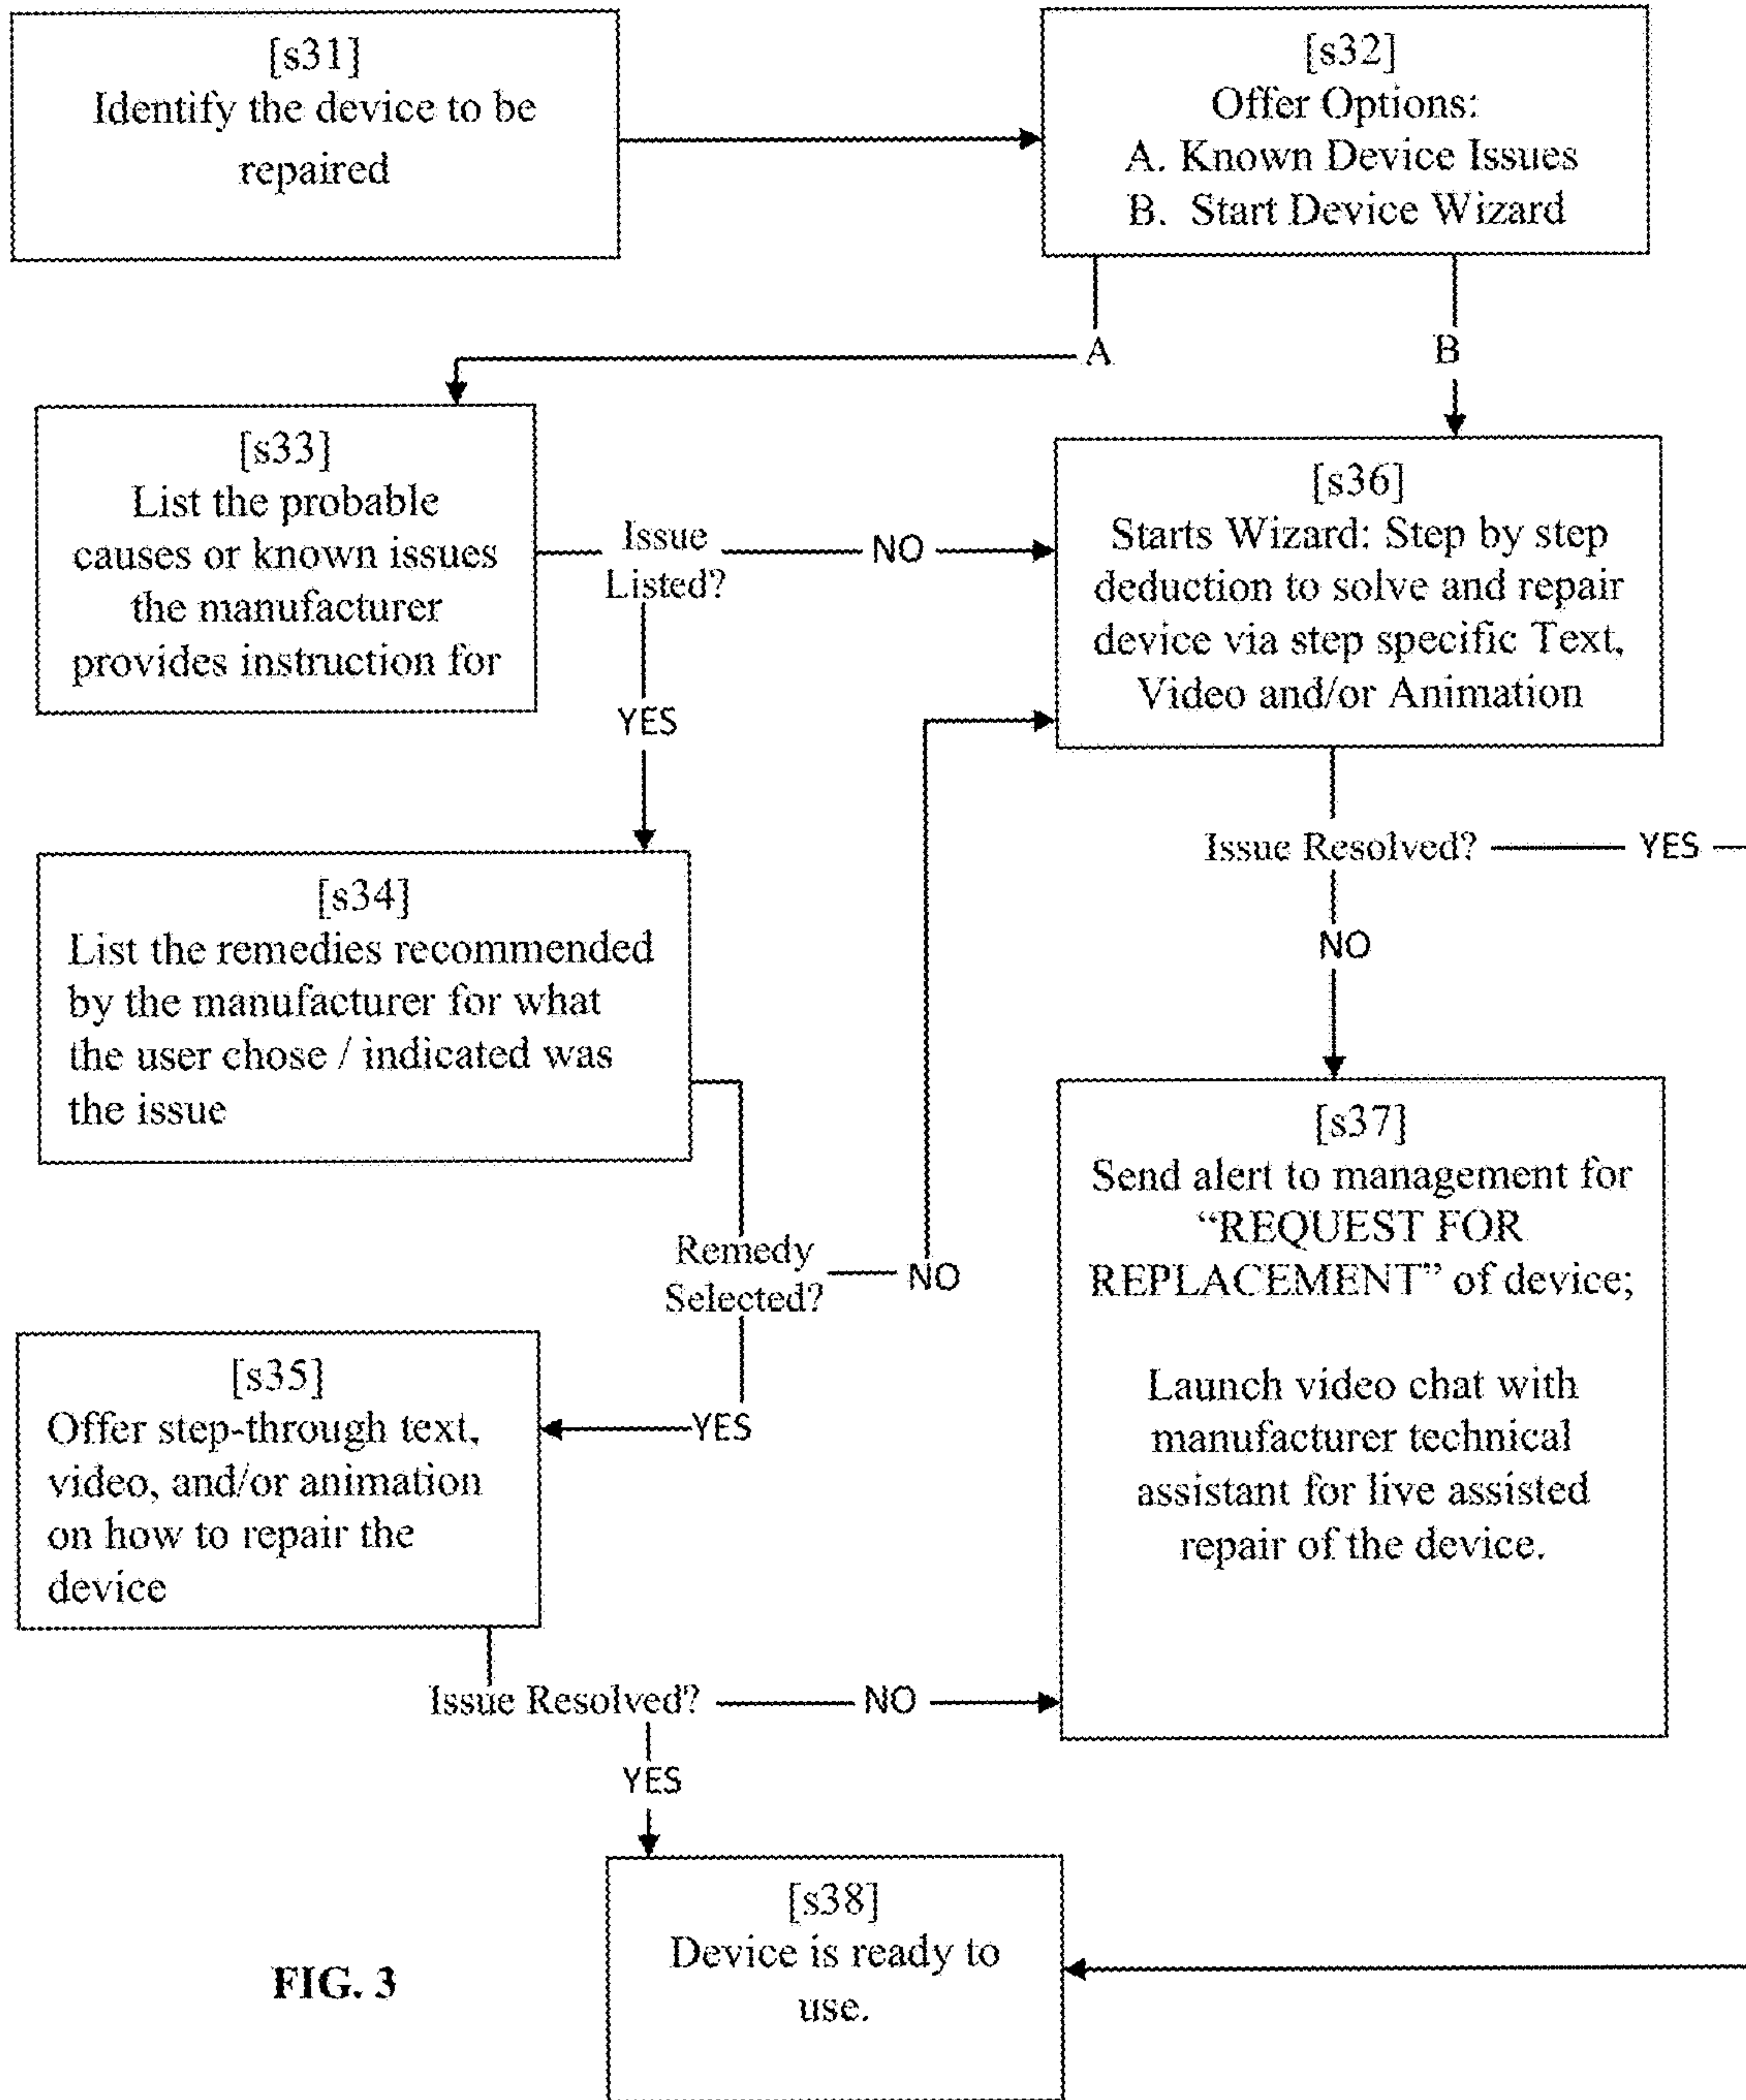 [s31]
Identify the device to be
repaired
[s32]
Offer Options:
A. Known Device Issues
B. Start Device Wizard
A
B
[s33]
List the probable
causes or known issues
the manufacturer
provides instruction for
Issue
Listed?
NO
YES
[s36]
Starts Wizard: Step by step
deduction to solve and repair
device via step specific Text,
Video and/or Animation
Issue Resolved?
YES
NO
[s34]
List the remedies recommended
by the manufacturer for what
the user chose / indicated was
the issue
Remedy
Selected?
NO
YES
[s37]
Send alert to management for
“REQUEST FOR
REPLACEMENT” of device;
Launch video chat with
manufacturer technical
assistant for live assisted
repair of the device.
[s35]
Offer step-through text,
video, and/or animation
on how to repair the
device
Issue Resolved?
NO
YES
[s38]
Device is ready to
use.
FIG. 3